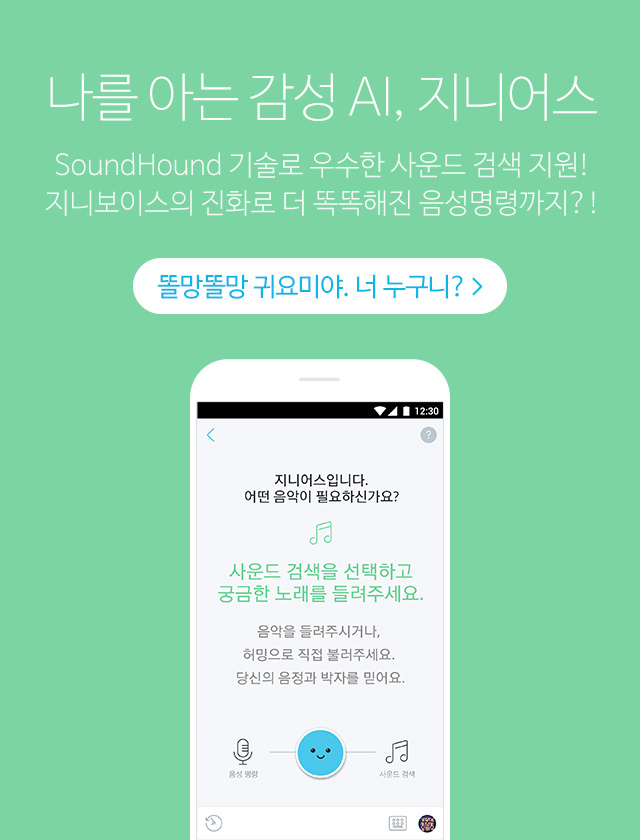 나를 아는 감성 AI, 지니어스
SoundHound 기술로 우수한 사운드 검색 지원!
지니보이스의 진화로 더 똑똑해진 음성명령까지? !
똘망똘망 귀요미야. 너 누구니? >
12:30
?
지니어스입니다.
어떤 음악이 필요하신가요?
사운드 검색을 선택하고
궁금한 노래를 들려주세요.
음악을 들려주시거나,
허밍으로 직접 불러주세요.
당신의 음정과 박자를 믿어요.
음성 명령
사운드 검색